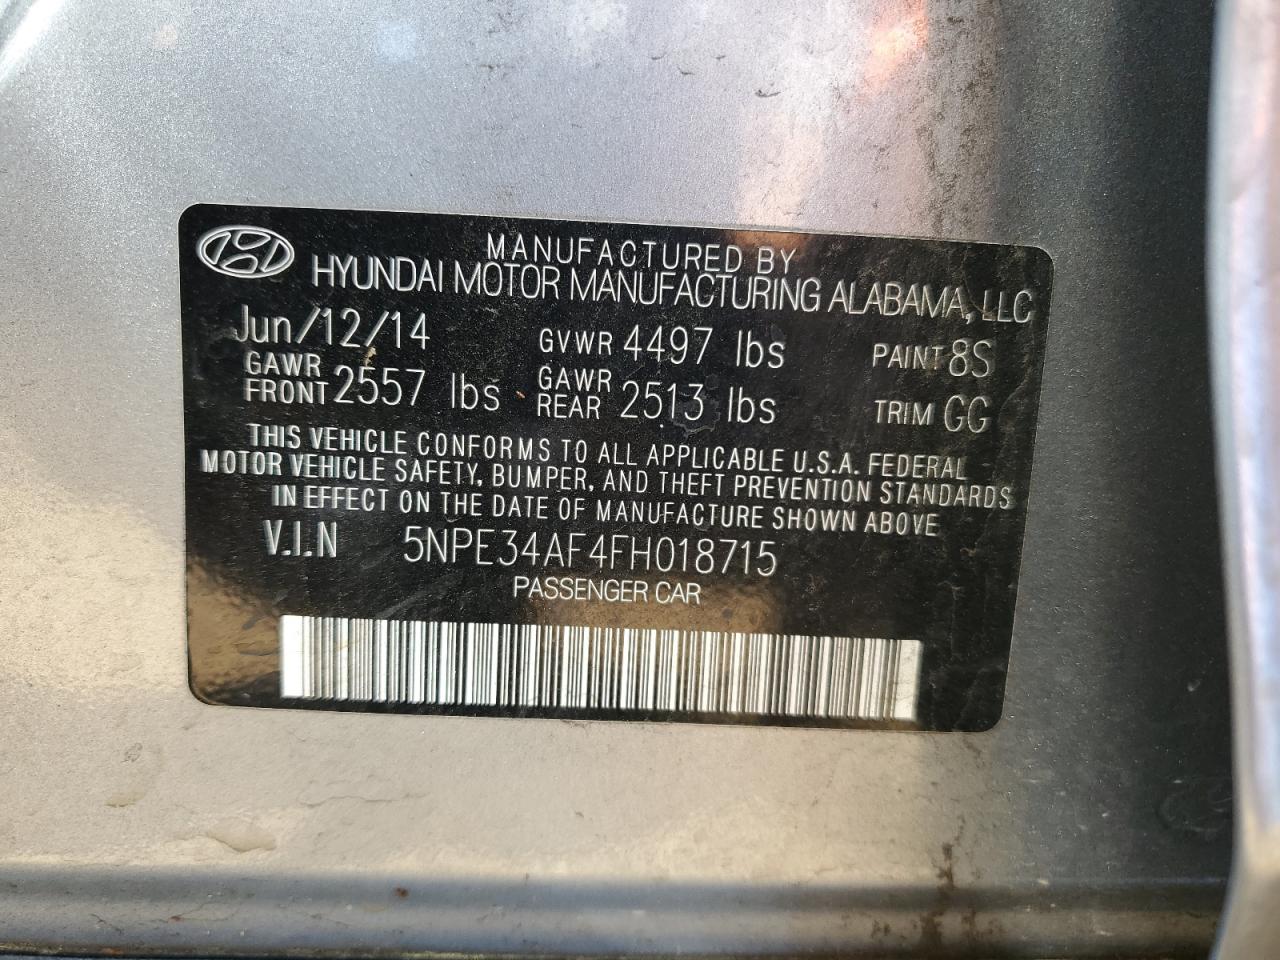 MANUFACTURED BY
HYUNDAI MOTOR MANUFACTURING ALABAMA, LLC
Jun/12/14 GVWR 4497 lbs PAINT 8S
GAWR FRONT 2557 lbs GAWR REAR 2513 lbs TRIM GG
THIS VEHICLE CONFORMS TO ALL APPLICABLE U.S.A. FEDERAL
MOTOR VEHICLE SAFETY, BUMPER, AND THEFT PREVENTION STANDARDS
IN EFFECT ON THE DATE OF MANUFACTURE SHOWN ABOVE
V.I.N 5NPE34AF4FH018715
PASSENGER CAR